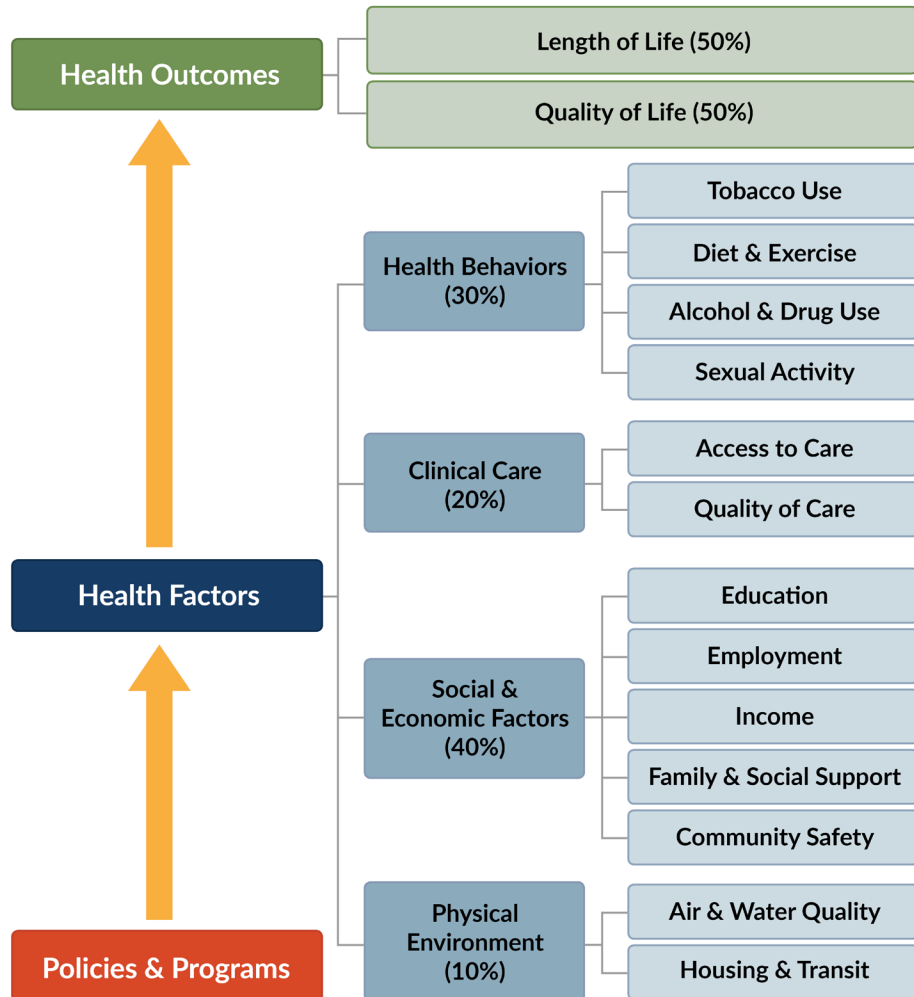 Health Outcomes
Length of Life (50%)
Quality of Life (50%)
Health Factors
Health Behaviors
(30%)
Tobacco Use
Diet & Exercise
Alcohol & Drug Use
Sexual Activity
Clinical Care
(20%)
Access to Care
Quality of Care
Social &
Economic Factors
(40%)
Education
Employment
Income
Family & Social Support
Community Safety
Physical
Environment
(10%)
Air & Water Quality
Housing & Transit
Policies & Programs